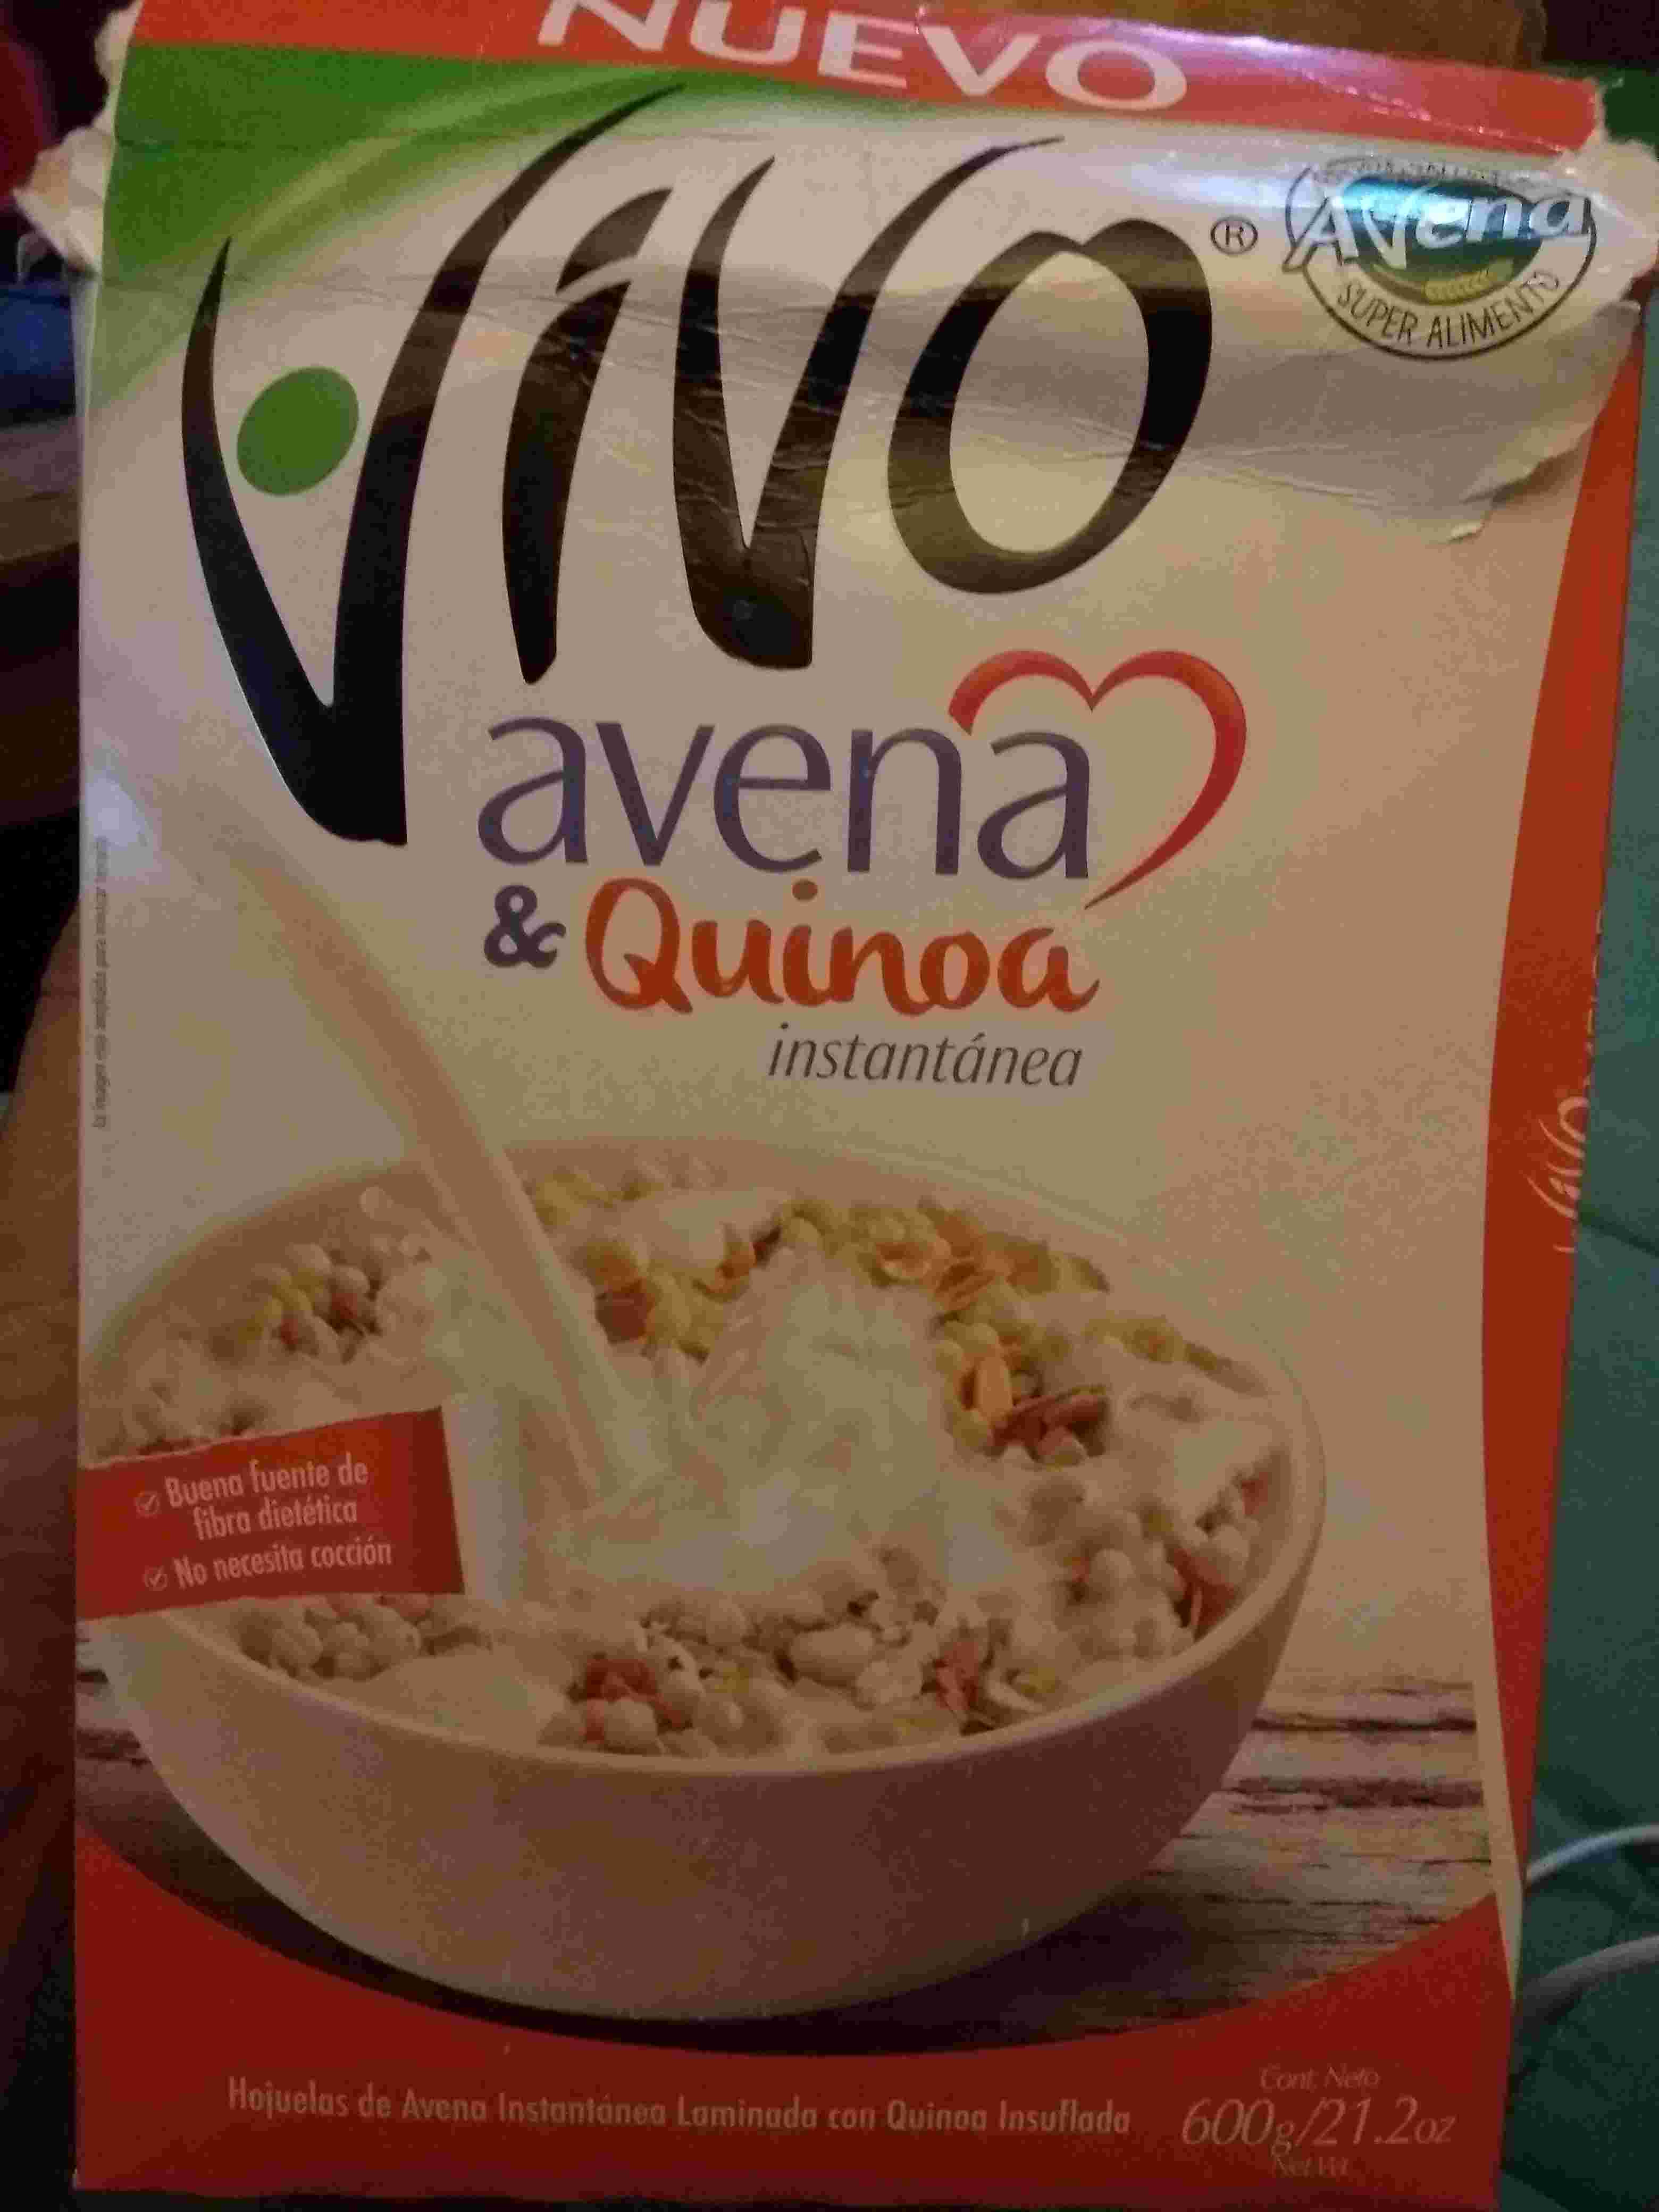 NUEVO
VIVO®
Avena
SUPER ALIMENTO
avena
& Quinoa
instantánea
Buena fuente de
fibra dietética
No necesita cocción
Hojuelas de Avena Instantánea Laminada con Quinoa Insuflada
Cont. Neto
600g/21.2oz
Net Wt